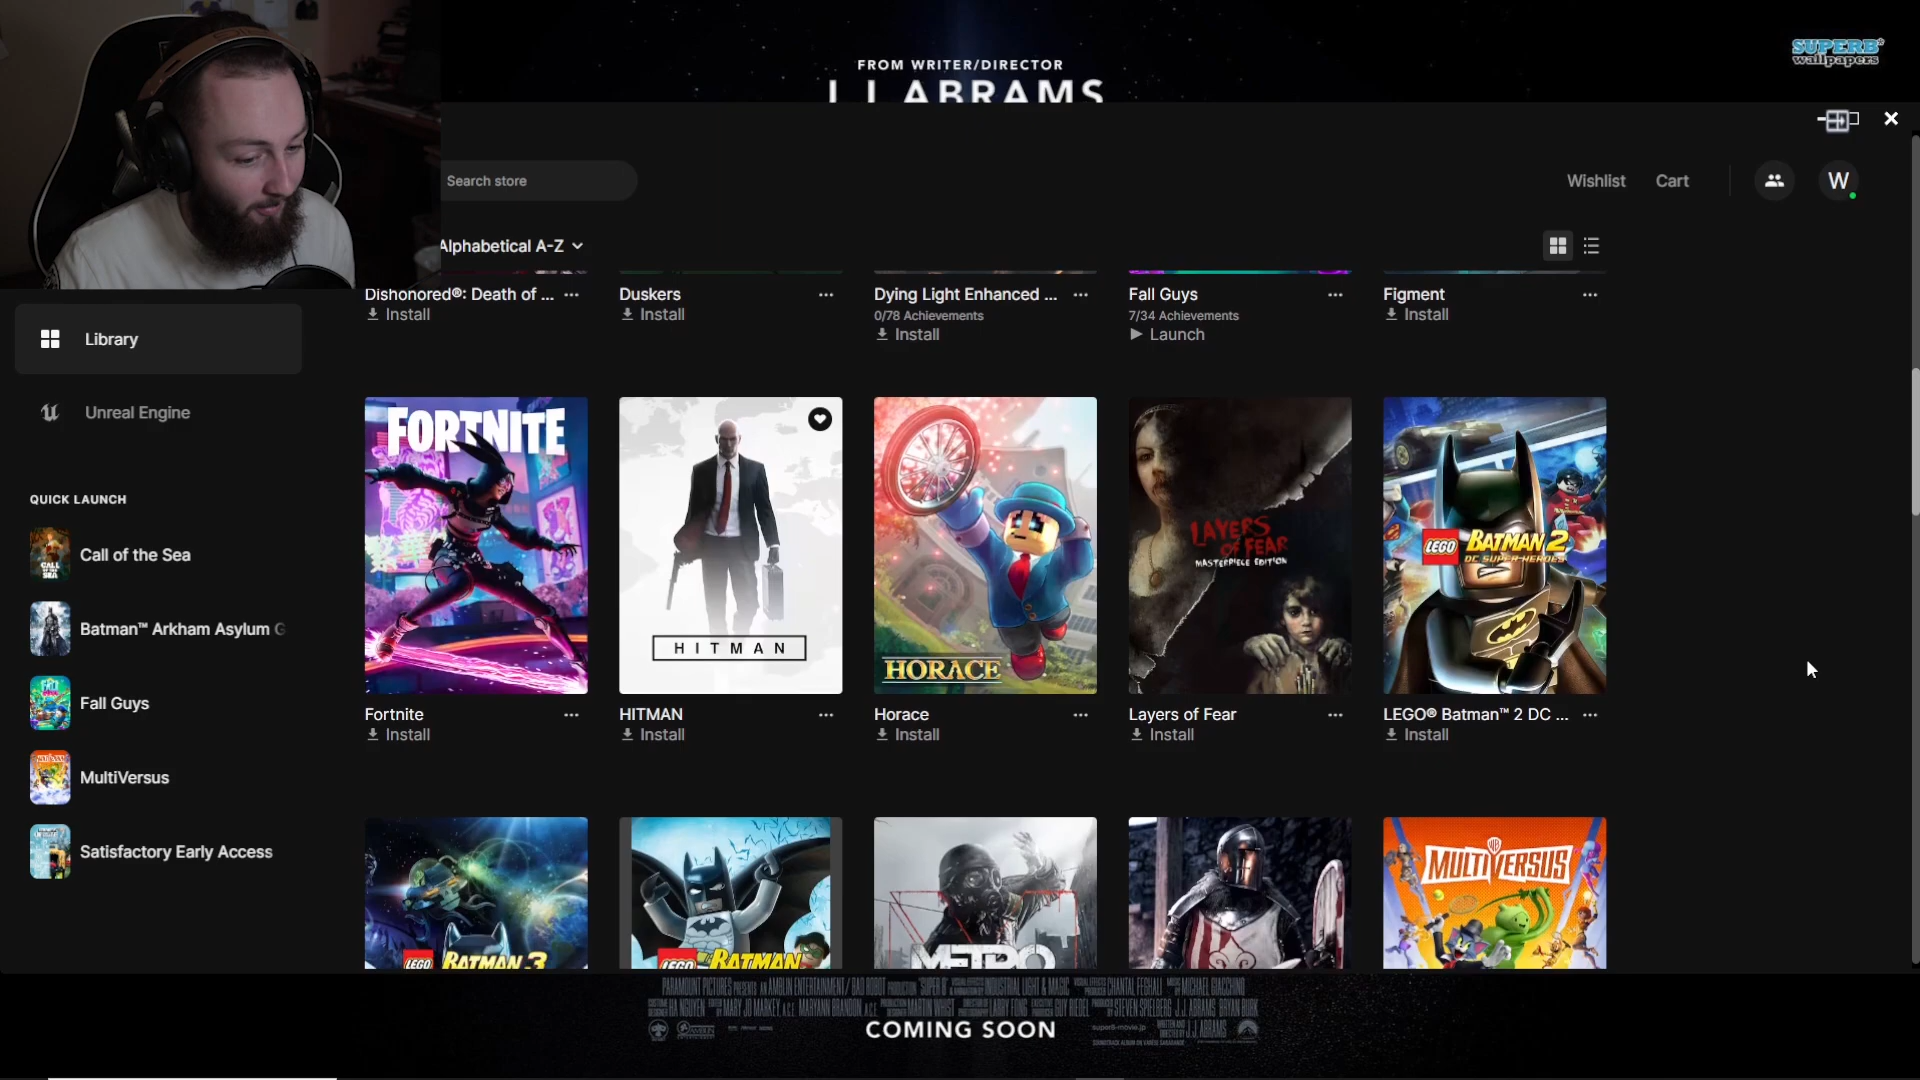 FROM WRITER/DIRECTOR
J.J. ABRAMS
SUPERB
wallpapers
Search store
Wishlist
Cart
W
Alphabetical A-Z
Dishonored®: Death of ...
Install
Duskers
Install
Dying Light Enhanced ...
0/78 Achievements
Install
Fall Guys
7/34 Achievements
Launch
Figment
Install
Library
Unreal Engine
QUICK LAUNCH
Call of the Sea
Batman™ Arkham Asylum G
Fall Guys
MultiVersus
Satisfactory Early Access
FORTNITE
HITMAN
HORACE
LAYERS OF FEAR
MASTERPIECE EDITION
LEGO BATMAN 2
DC SUPER HEROES
Fortnite
Install
HITMAN
Install
Horace
Install
Layers of Fear
Install
LEGO® Batman™ 2 DC ...
Install
LEGO BATMAN 3
LEGO BATMAN
METRO
MULTIVERSUS
COMING SOON